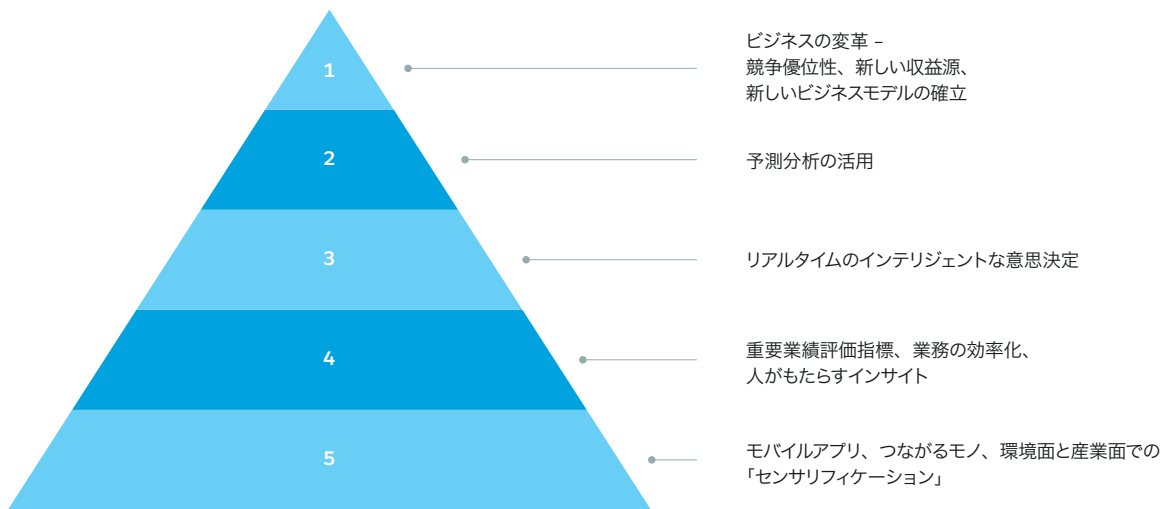 1
ビジネスの変革 –
競争優位性、新しい収益源、
新しいビジネスモデルの確立
2
予測分析の活用
3
リアルタイムのインテリジェントな意思決定
4
重要業績評価指標、業務の効率化、
人がもたらすインサイト
5
モバイルアプリ、つながるモノ、環境面と産業面での
「センサリフィケーション」